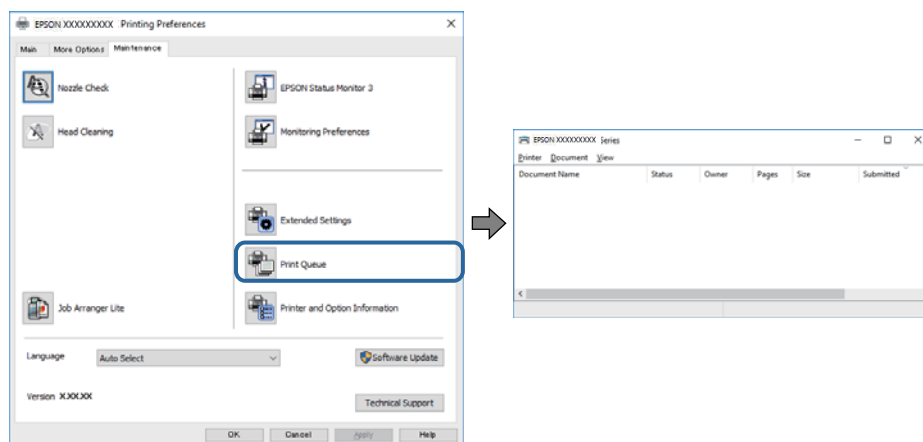 EPSON XXXXXXXXX Printing Preferences
Main More Options Maintenance
Nozzle Check
EPSON Status Monitor 3
Head Cleaning
Monitoring Preferences
Extended Settings
Print Queue
Job Arranger Lite
Printer and Option Information
Language Auto Select
Software Update
Version X.XX.XX
Technical Support
OK Cancel Apply Help
EPSON XXXXXXXXX Series
Printer Document View
Document Name Status Owner Pages Size Submitted